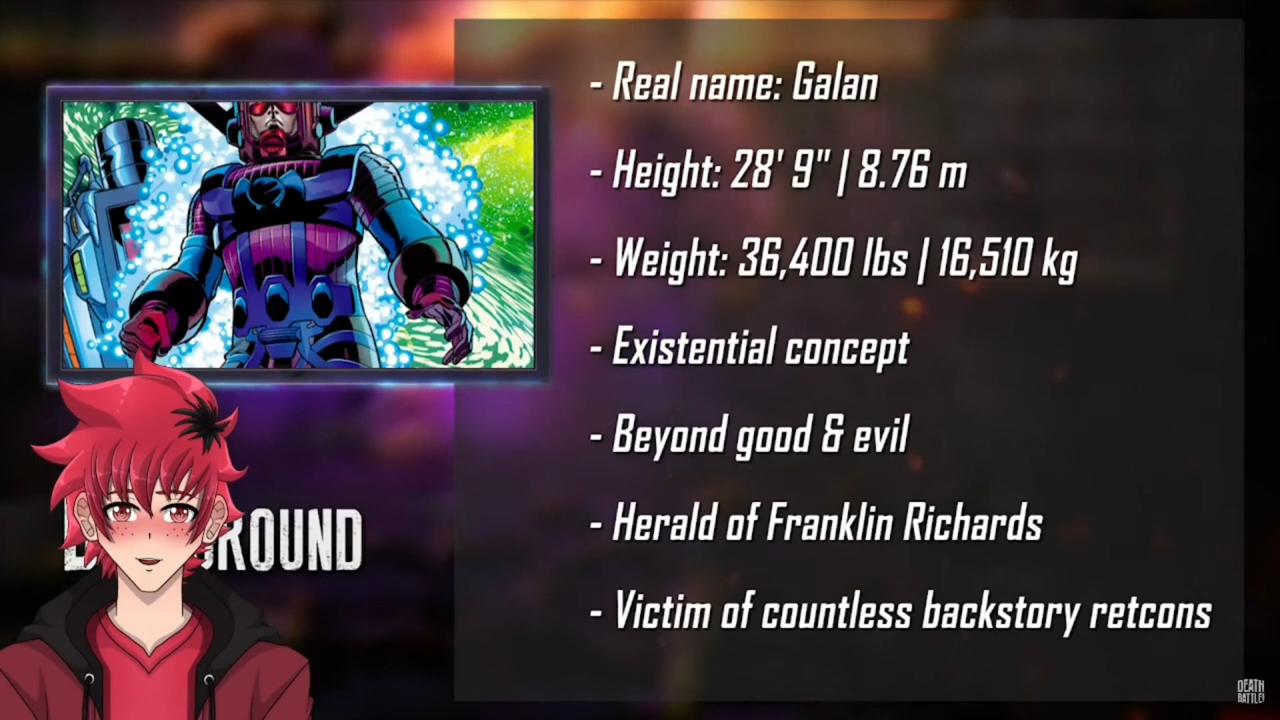 - Real name: Galan
- Height: 28' 9" | 8.76 m
- Weight: 36,400 lbs | 16,510 kg
- Existential concept
- Beyond good & evil
- Herald of Franklin Richards
- Victim of countless backstory retcons
DEATH
BATTLE!